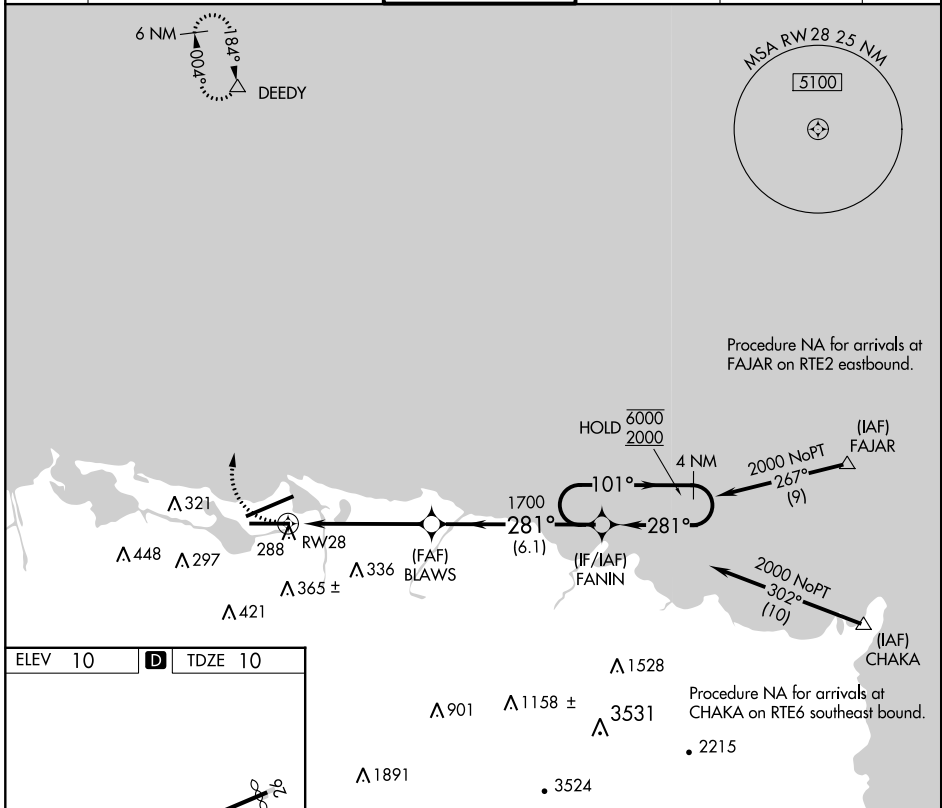 6 NM
184°
004°
DEEDY
MSA RW 28 25 NM
5100
Procedure NA for arrivals at
FAJAR on RTE2 eastbound.
HOLD 6000
2000
4 NM
(IAF)
FAJAR
2000 NoPT
267°
(9)
101°
1700
281°
(6.1)
281°
321
288
RW28
(FAF)
BLAWS
(IF/IAF)
FANIN
448
297
336
365 ±
421
2000 NoPT
302°
(10)
(IAF)
CHAKA
ELEV 10 D TDZE 10
1528
Procedure NA for arrivals at
CHAKA on RTE6 southeast bound.
901
1158 ±
3531
2215
1891
3524
26